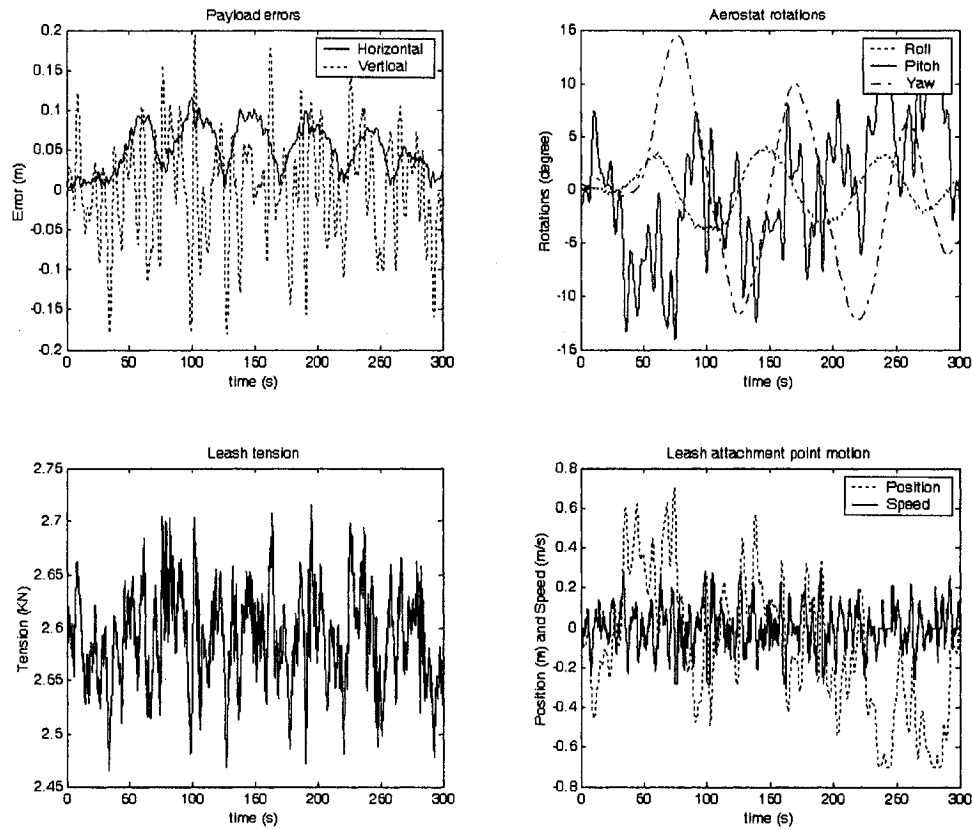 Payload errors
0.2
0.15
0.1
0.05
0
-0.05
-0.1
-0.15
-0.2
Error (m)
Horizontal
Vertical
0 50 100 150 200 250 300
time (s)
Aerostat rotations
16
10
5
0
-5
-10
-15
Rotations (degree)
Roll
Pitch
Yaw
0 50 100 150 200 250 300
time (s)
Leash tension
2.75
2.7
2.65
2.6
2.65
2.5
2.45
Tension (KN)
0 50 100 150 200 250 300
time (s)
Leash attachment point motion
0.8
0.6
0.4
0.2
0
-0.2
-0.4
-0.6
-0.8
Position (m) and Speed (m/s)
Position
Speed
0 50 100 150 200 250 300
time (s)